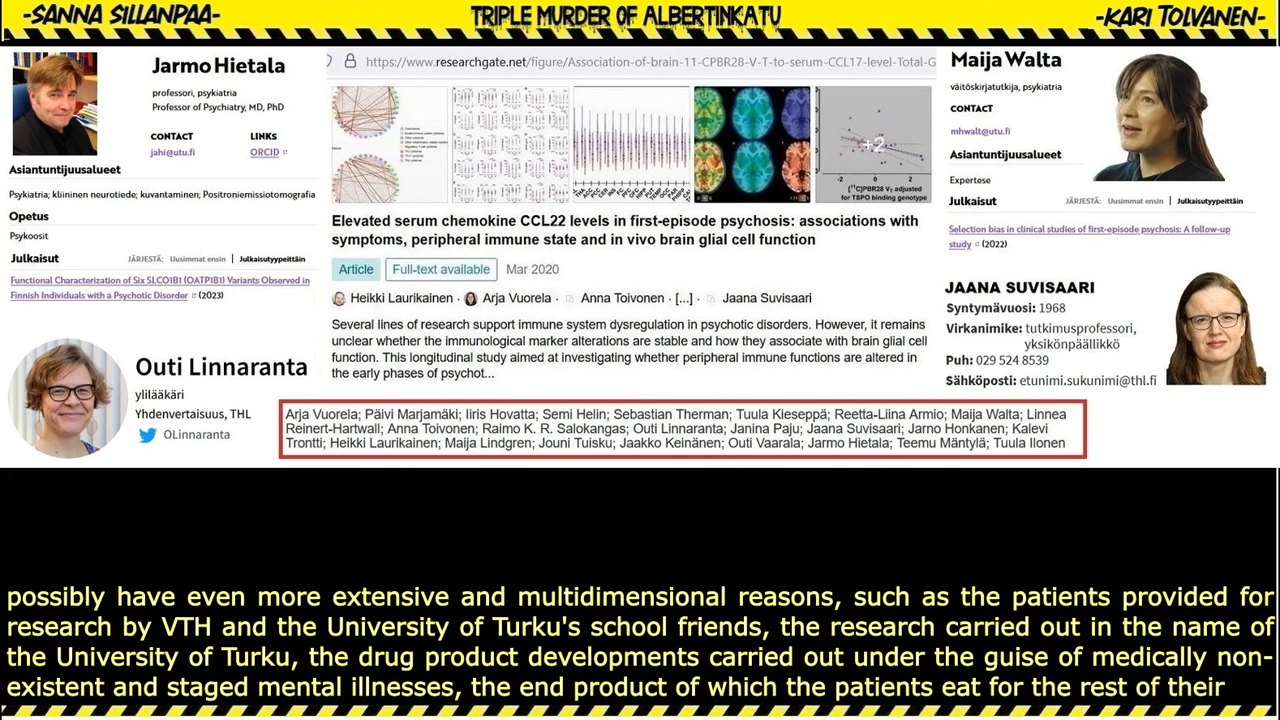 -SANNA SILLANPAA-
TRIPLE MURDER OF ALBERTINKATU
-KARI TOLVANEN-
Jarmo Hietala
professori, psykiatria
Professor of Psychiatry, MD, PhD
CONTACT LINKS
jahi@utu.fi ORCID
Asiantuntijuusalueet
Psykiatria; kliininen neurotiede; kuvantaminen; Positroniemissiotomografia
Opetus
Psykoosit
Julkaisut JÄRJESTÄ: Uusimmat ensin | Julkaisutyypeittäin
Functional Characterization of Six SLCO1B1 (OATP1B1) Variants Observed in
Finnish Individuals with a Psychotic Disorder (2023)
Outi Linnaranta
ylilääkäri
Yhdenvertaisuus, THL
OLinnaranta
https://www.researchgate.net/figure/Association-of-brain-11-CPBR28-V-T-to-serum-CCL17-level-Total-G
+2
-2 0 2
[¹¹C]PBR28 VT adjusted
for TSPO binding genotype
Elevated serum chemokine CCL22 levels in first-episode psychosis: associations with
symptoms, peripheral immune state and in vivo brain glial cell function
Article Full-text available Mar 2020
Heikki Laurikainen · Arja Vuorela · Anna Toivonen · [...] · Jaana Suvisaari
Several lines of research support immune system dysregulation in psychotic disorders. However, it remains
unclear whether the immunological marker alterations are stable and how they associate with brain glial cell
function. This longitudinal study aimed at investigating whether peripheral immune functions are altered in
the early phases of psychot...
Arja Vuorela; Päivi Marjamäki; Iiris Hovatta; Semi Helin; Sebastian Therman; Tuula Kieseppä; Reetta-Liina Armio; Maija Walta; Linnea
Reinert-Hartwall; Anna Toivonen; Raimo K. R. Salokangas; Outi Linnaranta; Janina Paju; Jaana Suvisaari; Jarno Honkanen; Kalevi
Trontti; Heikki Laurikainen; Maija Lindgren; Jouni Tuisku; Jaakko Keinänen; Outi Vaarala; Jarmo Hietala; Teemu Mäntylä; Tuula Ilonen
Maija Walta
väitöskirjatutkija, psykiatria
CONTACT
mhwalt@utu.fi
Asiantuntijuusalueet
Expertese
Julkaisut JÄRJESTÄ: Uusimmat ensin | Julkaisutyypeittäin
Selection bias in clinical studies of first-episode psychosis: A follow-up
study (2022)
JAANA SUVISAARI
Syntymävuosi: 1968
Virkanimike: tutkimusprofessori,
yksikönpäällikkö
Puh: 029 524 8539
Sähköposti: etunimi.sukunimi@thl.fi
possibly have even more extensive and multidimensional reasons, such as the patients provided for
research by VTH and the University of Turku's school friends, the research carried out in the name of
the University of Turku, the drug product developments carried out under the guise of medically non-
existent and staged mental illnesses, the end product of which the patients eat for the rest of their